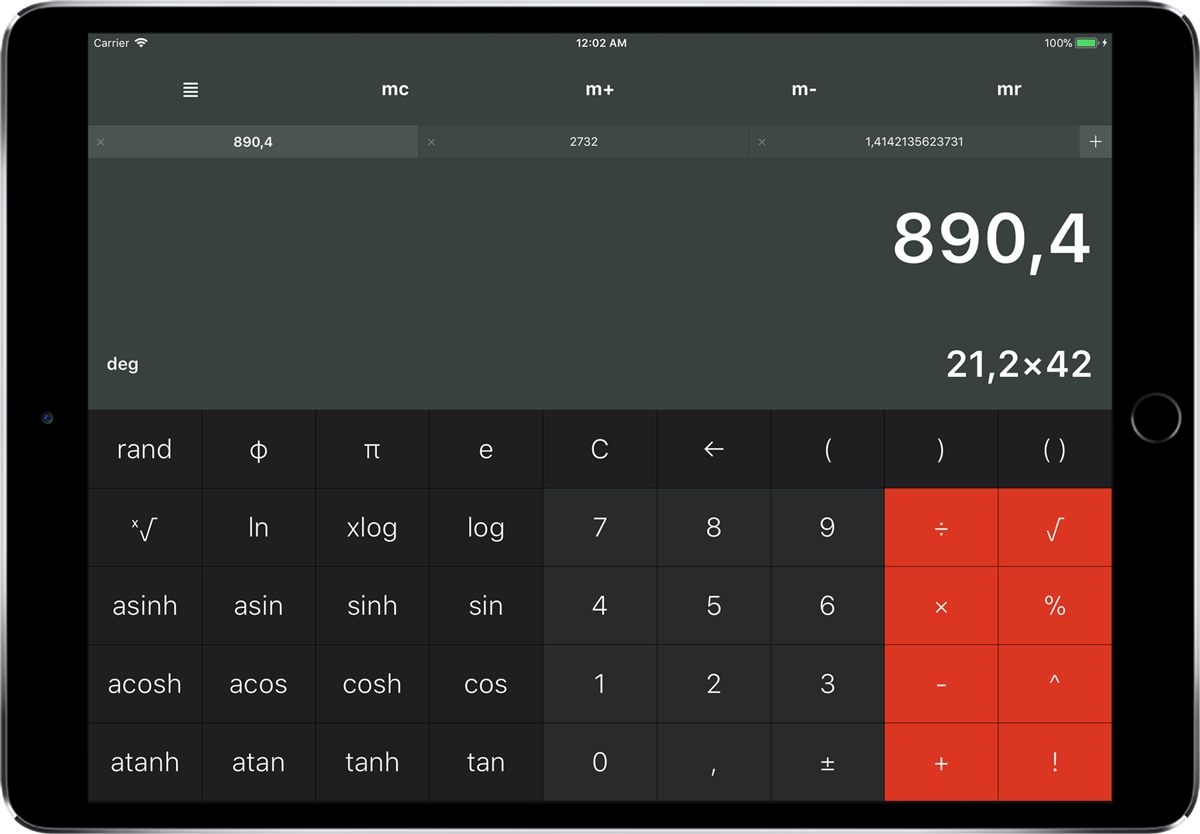 Carrier 12:02 AM 100%
mc m+ m- mr
× 890,4 × 2732 × 1,4142135623731 +
890,4
deg 21,2×42
rand ϕ π e C ← ( ) ( )
ˣ√ ln xlog log 7 8 9 ÷ √
asinh asin sinh sin 4 5 6 × %
acosh acos cosh cos 1 2 3 - ^
atanh atan tanh tan 0 , ± + !